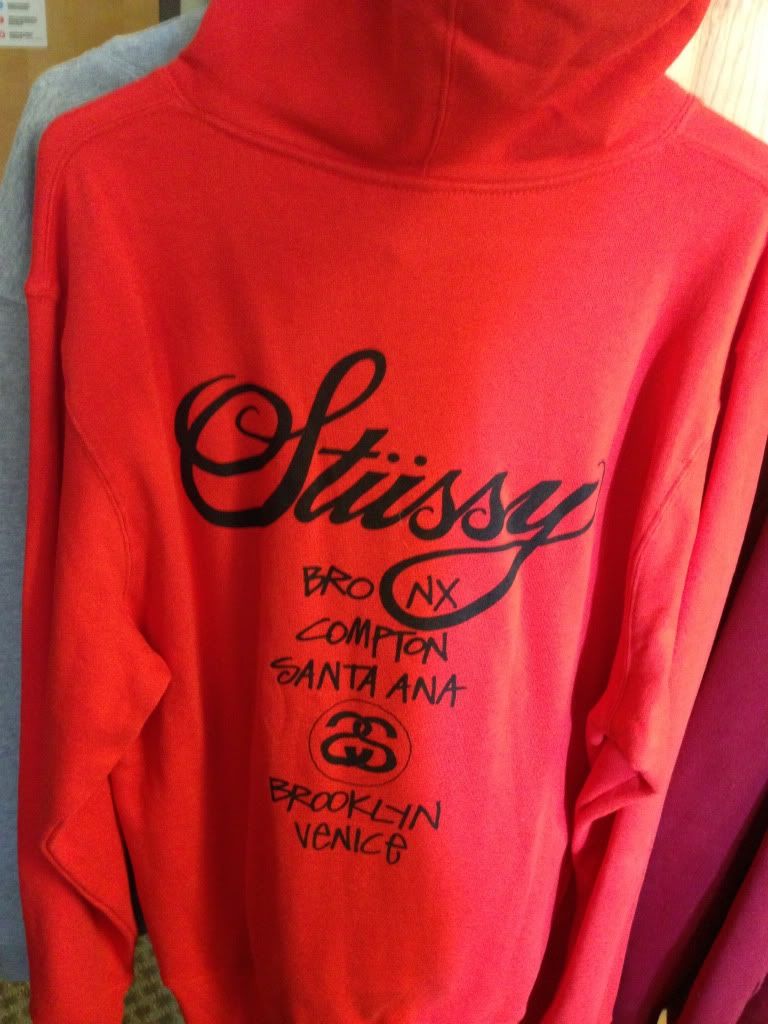 Stüssy
BRONX
COMPTON
SANTA ANA
SS
BROOKLYN
VENICE